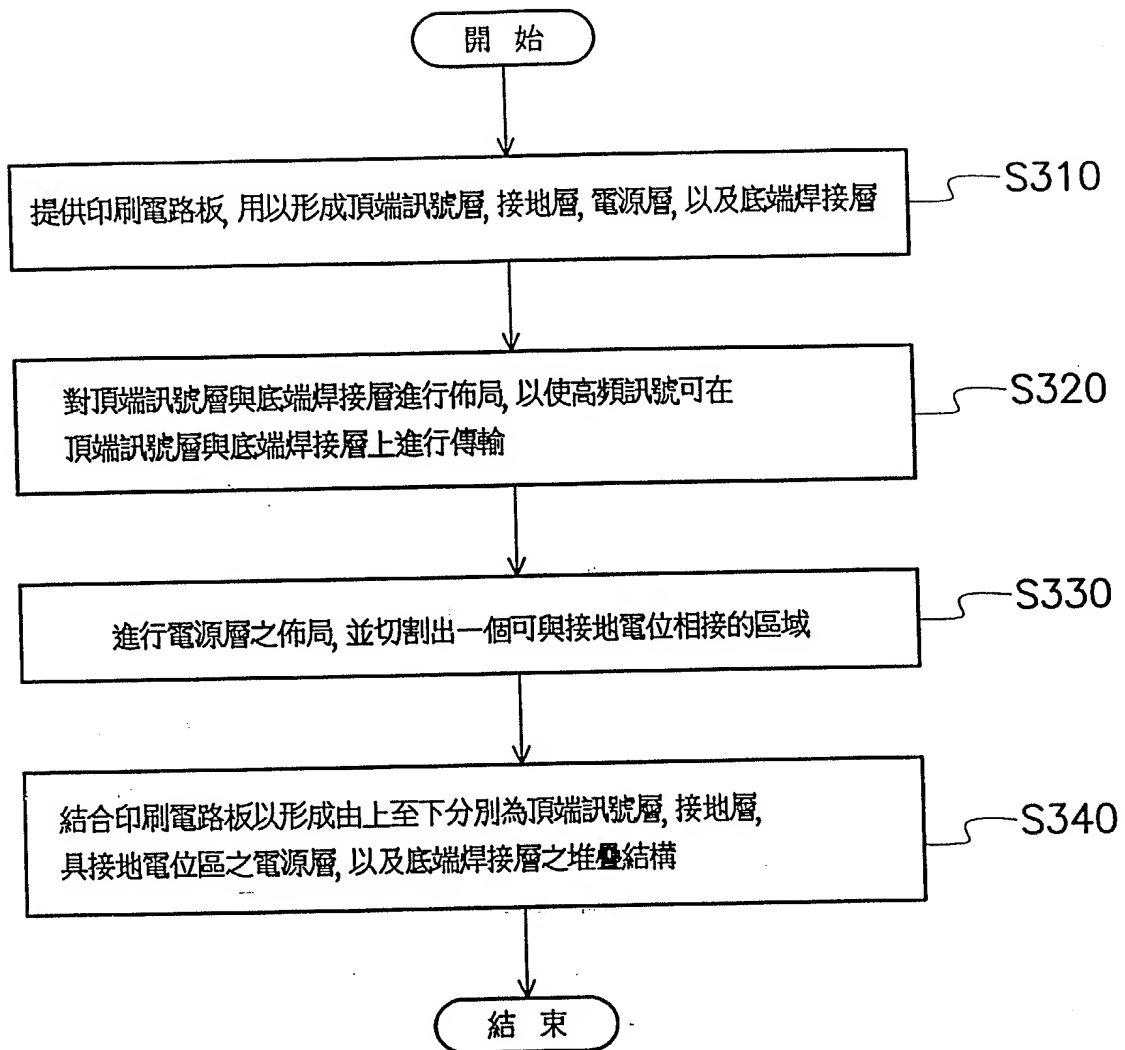 開 始
提供印刷電路板, 用以形成頂端訊號層, 接地層, 電源層, 以及底端焊接層
S310
對頂端訊號層與底端焊接層進行佈局, 以使高頻訊號可在
頂端訊號層與底端焊接層上進行傳輸
S320
進行電源層之佈局, 並切割出一個可與接地電位相接的區域
S330
結合印刷電路板以形成由上至下分別為頂端訊號層, 接地層,
具接地電位區之電源層, 以及底端焊接層之堆疊結構
S340
結 束